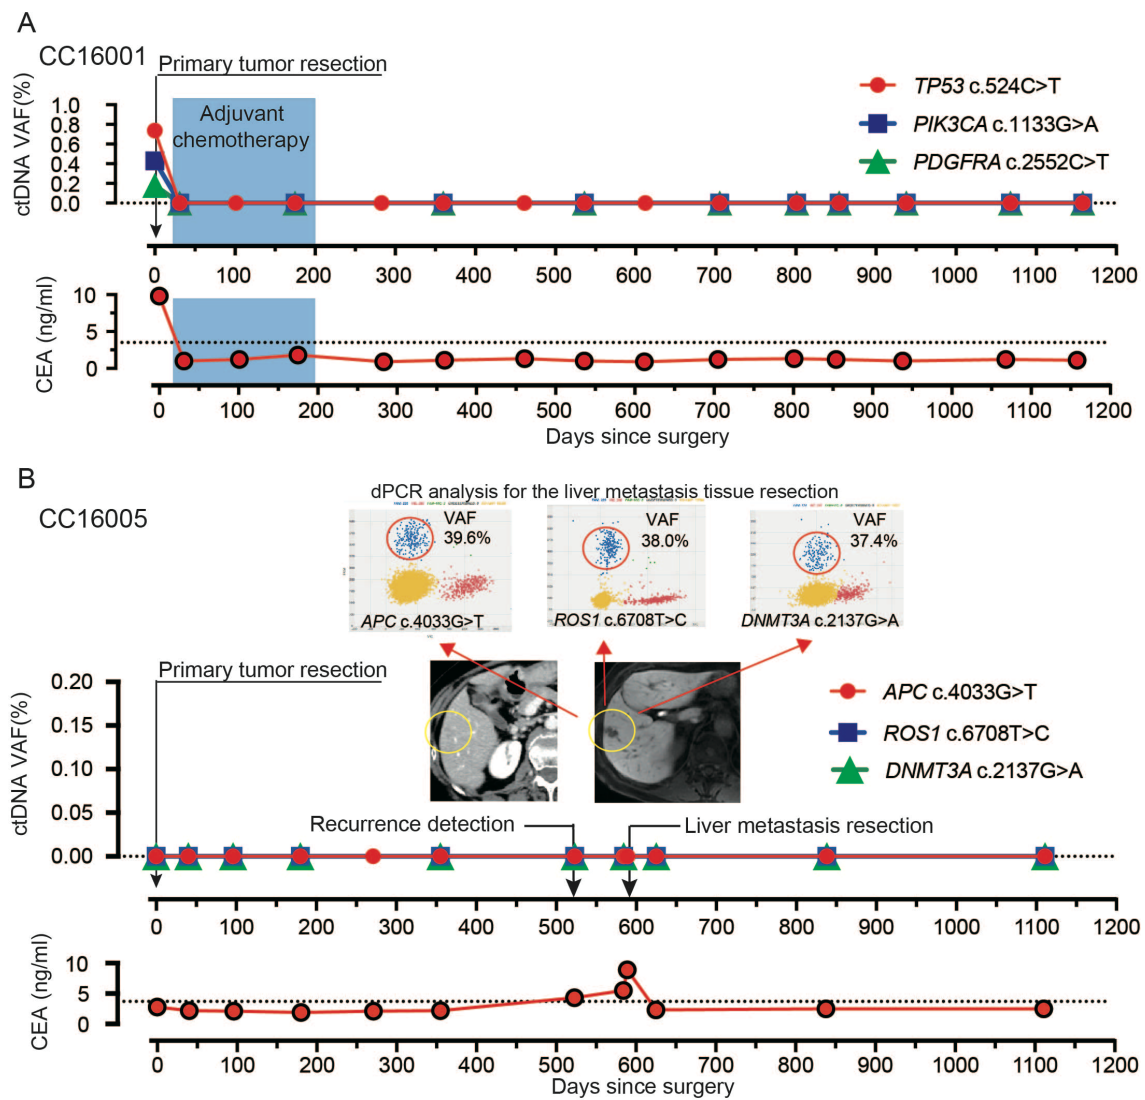 A
CC16001
Primary tumor resection
ctDNA VAF(%)
1.0
0.8
0.6
0.4
0.2
0.0
Adjuvant
chemotherapy
TP53 c.524C>T
PIK3CA c.1133G>A
PDGFRA c.2552C>T
0 100 200 300 400 500 600 700 800 900 1000 1100 1200
CEA (ng/ml)
10
5
0
0 100 200 300 400 500 600 700 800 900 1000 1100 1200
Days since surgery
B
CC16005
dPCR analysis for the liver metastasis tissue resection
VAF
39.6%
APC c.4033G>T
VAF
38.0%
ROS1 c.6708T>C
VAF
37.4%
DNMT3A c.2137G>A
Primary tumor resection
ctDNA VAF(%)
0.20
0.15
0.10
0.05
0.00
APC c.4033G>T
ROS1 c.6708T>C
DNMT3A c.2137G>A
Recurrence detection
Liver metastasis resection
0 100 200 300 400 500 600 700 800 900 1000 1100 1200
CEA (ng/ml)
10
5
0
0 100 200 300 400 500 600 700 800 900 1000 1100 1200
Days since surgery